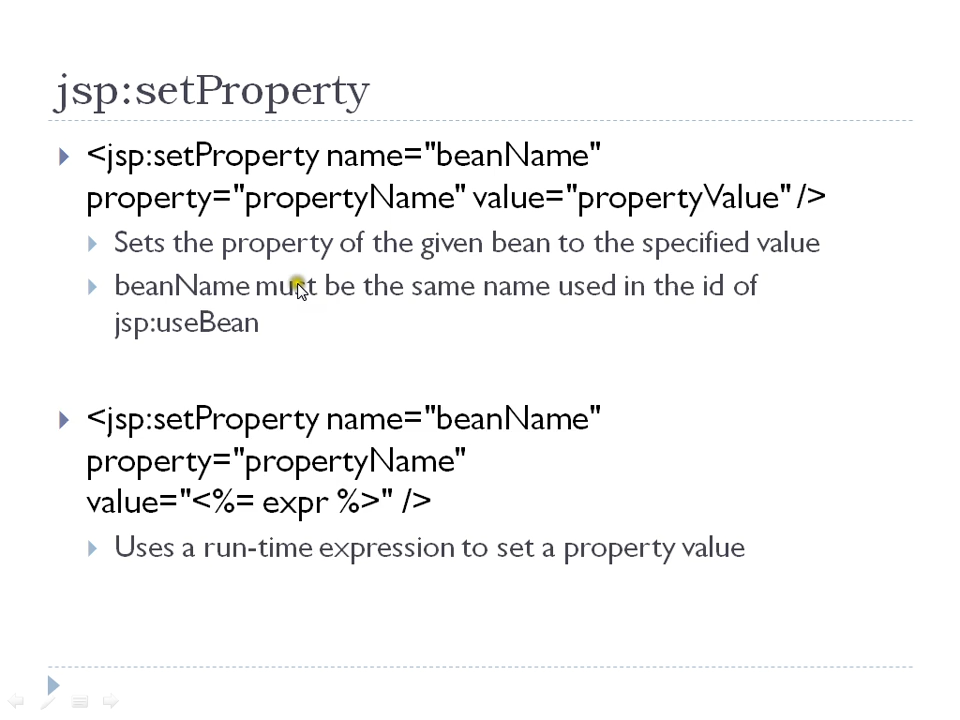 jsp:setProperty
<jsp:setProperty name="beanName"
property="propertyName" value="propertyValue" />
Sets the property of the given bean to the specified value
beanName must be the same name used in the id of
jsp:useBean
<jsp:setProperty name="beanName"
property="propertyName"
value="<%= expr %>" />
Uses a run-time expression to set a property value